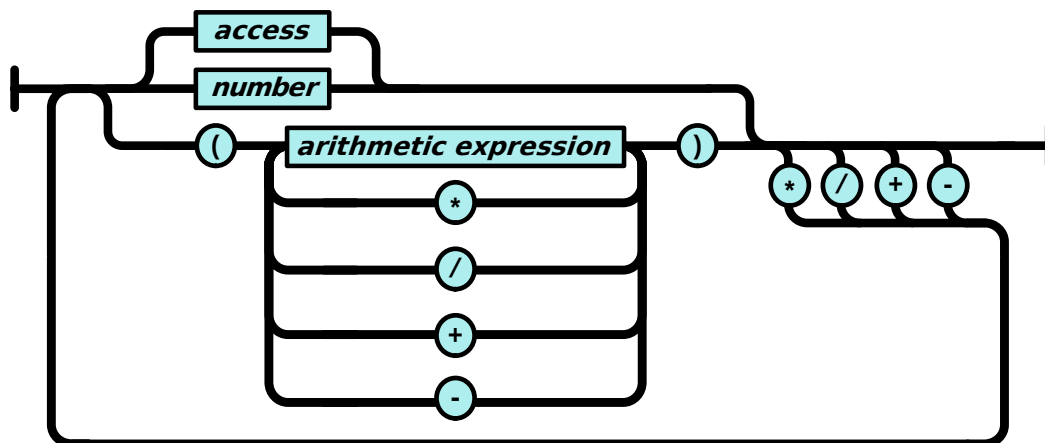 access
number
( arithmetic expression )
*
* / + -
/
+
-